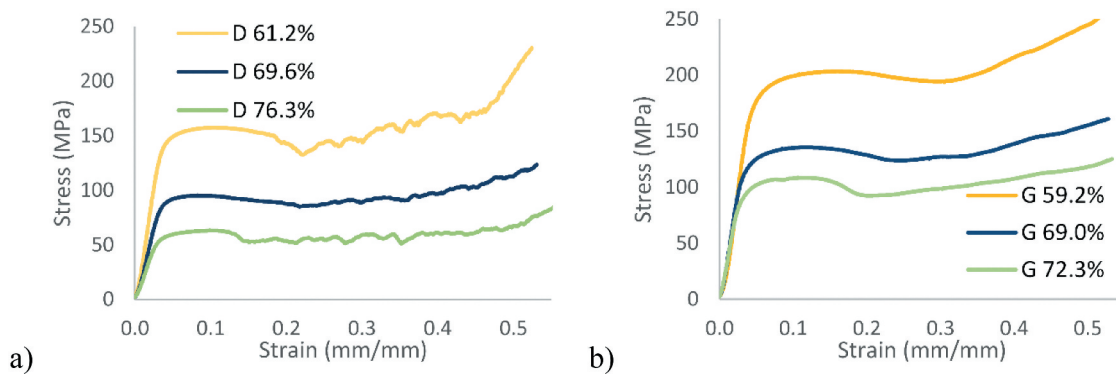 250
200
150
100
50
0
Stress (MPa)
D 61.2%
D 69.6%
D 76.3%
0.0 0.1 0.2 0.3 0.4 0.5
Strain (mm/mm)
a)
250
200
150
100
50
0
Stress (MPa)
G 59.2%
G 69.0%
G 72.3%
0.0 0.1 0.2 0.3 0.4 0.5
Strain (mm/mm)
b)